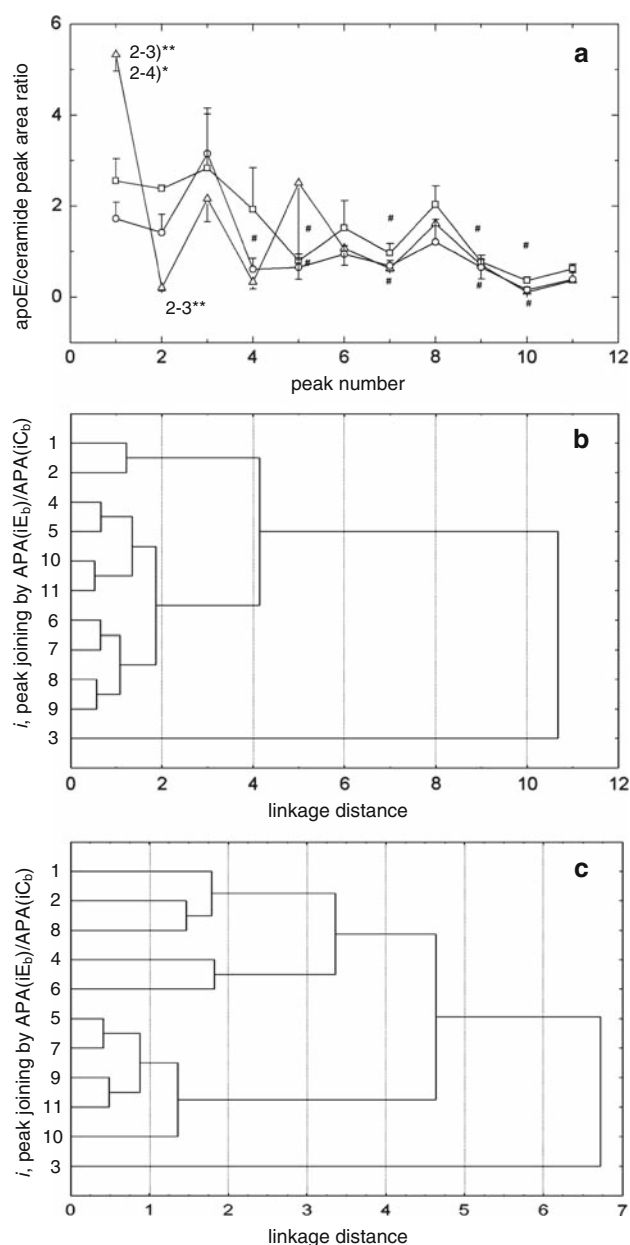 a
6
4
2
0
2-3)**
2-4)*
2-3**
# # # #
# # # #
#
apoE/ceramide peak area ratio
0 2 4 6 8 10 12
peak number
b
i, peak joining by APA(iEb)/APA(iCb)
1
2
4
5
10
11
6
7
8
9
3
0 2 4 6 8 10 12
linkage distance
c
i, peak joining by APA(iEb)/APA(iCb)
1
2
8
4
6
5
7
9
11
10
3
0 1 2 3 4 5 6 7
linkage distance